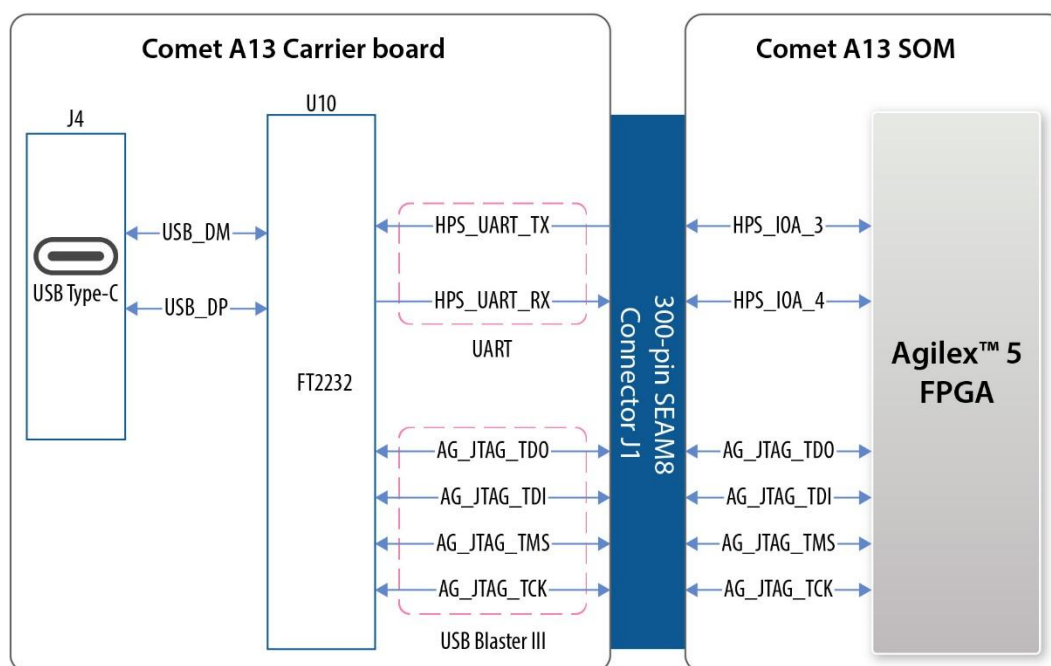 Comet A13 Carrier board
Comet A13 SOM
J4
U10
USB Type-C
USB_DM
USB_DP
FT2232
HPS_UART_TX
HPS_UART_RX
UART
AG_JTAG_TDO
AG_JTAG_TDI
AG_JTAG_TMS
AG_JTAG_TCK
USB Blaster III
300-pin SEAM8
Connector J1
HPS_IOA_3
HPS_IOA_4
AG_JTAG_TDO
AG_JTAG_TDI
AG_JTAG_TMS
AG_JTAG_TCK
Agilex™ 5
FPGA